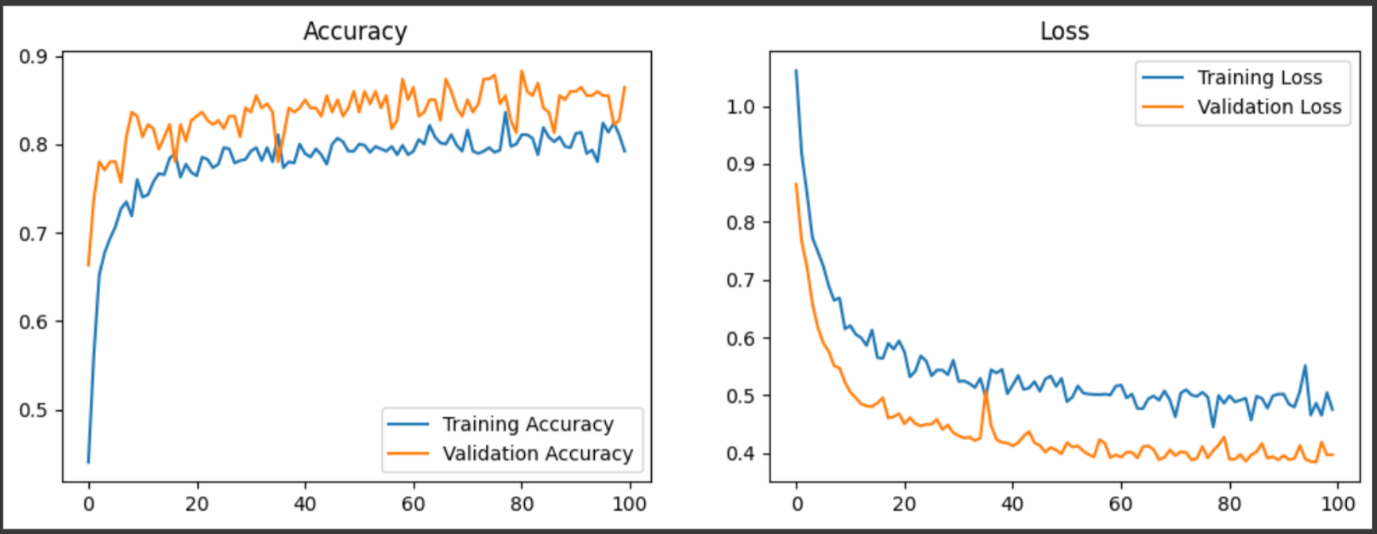 Accuracy
0.9
0.8
0.7
0.6
0.5
Training Accuracy
Validation Accuracy
0 20 40 60 80 100
Loss
1.0
0.9
0.8
0.7
0.6
0.5
0.4
Training Loss
Validation Loss
0 20 40 60 80 100